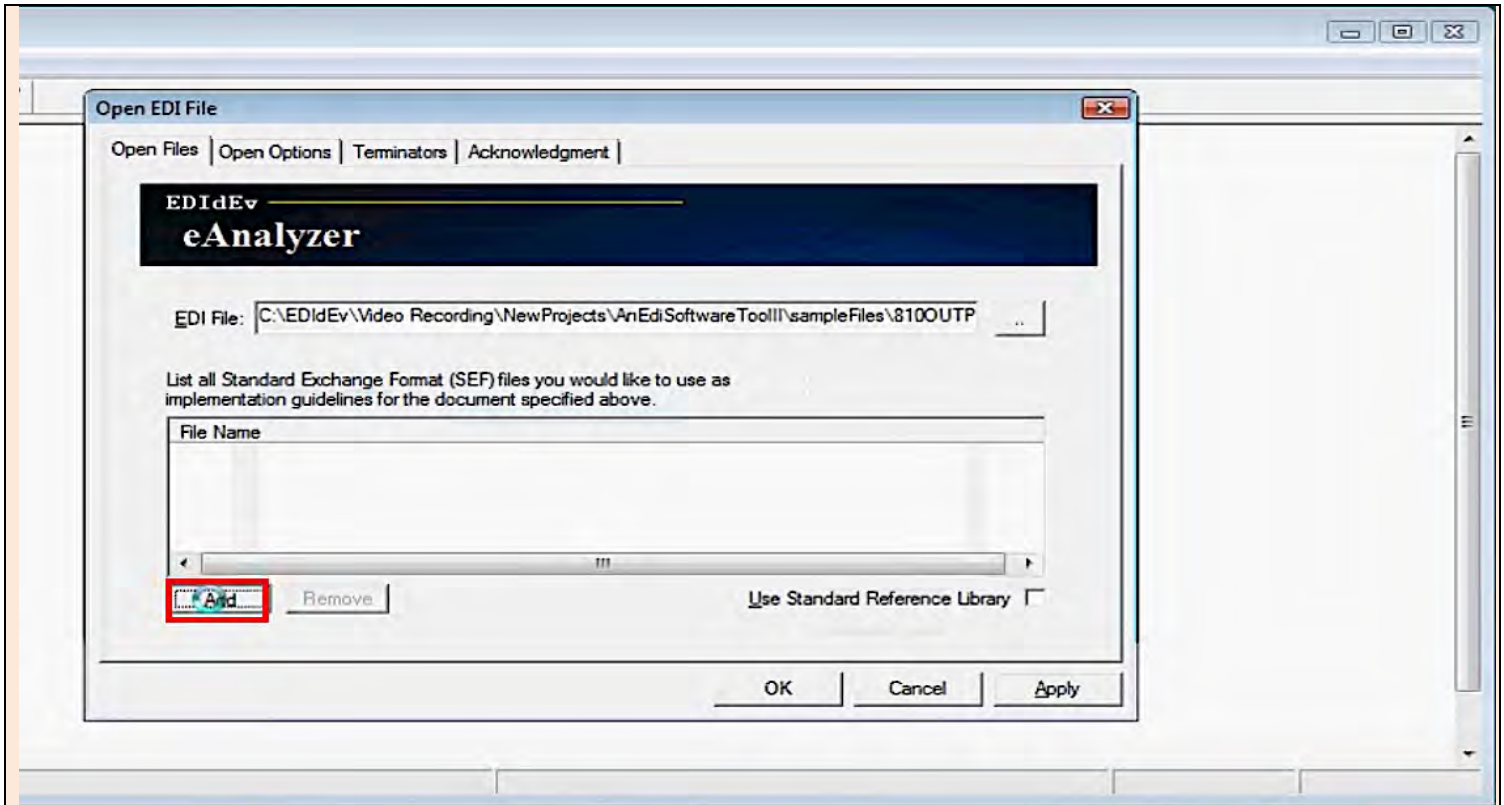 Open EDI File
Open Files | Open Options | Terminators | Acknowledgment |
EDIdEv
eAnalyzer
EDI File: C:\EDIdEv\Video Recording\NewProjects\AnEdiSoftwareToolII\sampleFiles\810OUTP ..
List all Standard Exchange Format (SEF) files you would like to use as
implementation guidelines for the document specified above.
File Name
Add... Remove Use Standard Reference Library
OK Cancel Apply